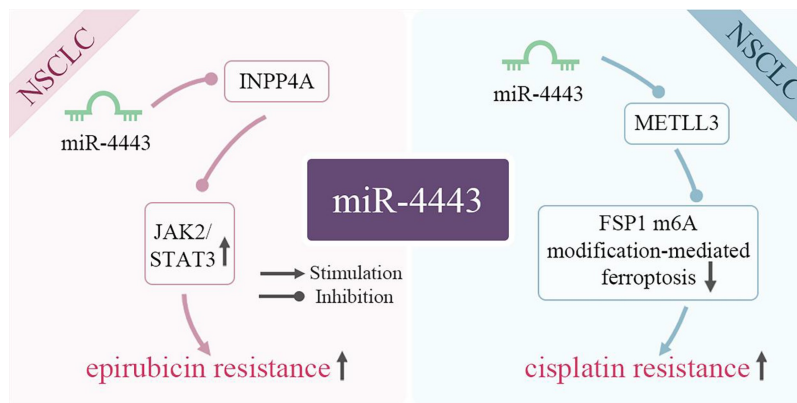 NSCLC
miR-4443
INPP4A
JAK2/
STAT3
epirubicin resistance
miR-4443
Stimulation
Inhibition
NSCLC
miR-4443
METLL3
FSP1 m6A
modification-mediated
ferroptosis
cisplatin resistance